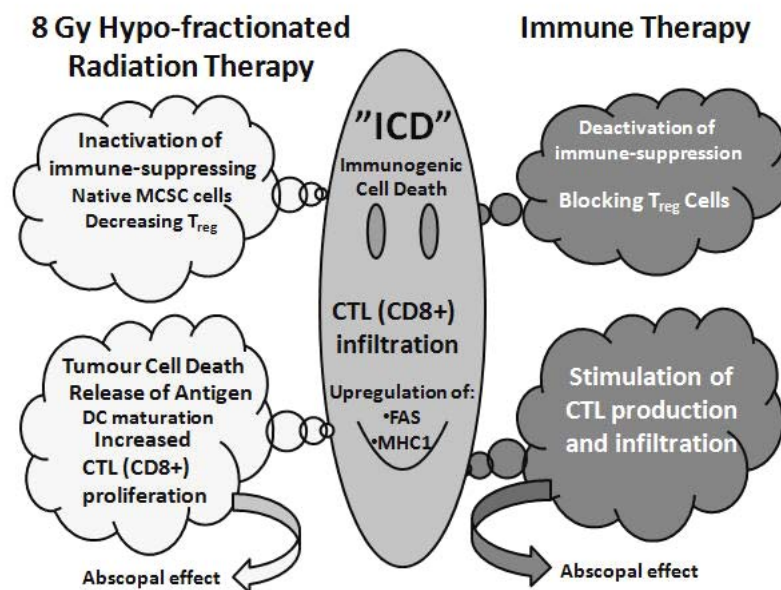 8 Gy Hypo-fractionated
Radiation Therapy
Immune Therapy
Inactivation of
immune-suppressing
Native MCSC cells
Decreasing Treg
"ICD"
Immunogenic
Cell Death
Deactivation of
immune-suppression
Blocking Treg Cells
CTL (CD8+)
infiltration
Upregulation of:
•FAS
•MHC1
Tumour Cell Death
Release of Antigen
DC maturation
Increased
CTL (CD8+)
proliferation
Stimulation of
CTL production
and infiltration
Abscopal effect
Abscopal effect